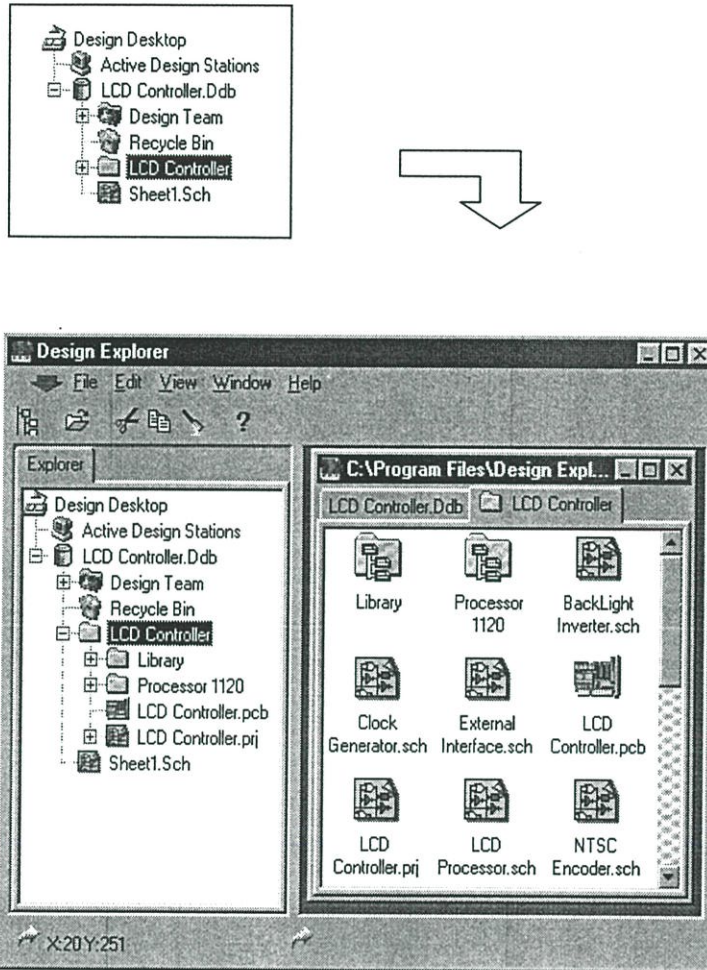 Design Desktop
Active Design Stations
LCD Controller.Ddb
Design Team
Recycle Bin
LCD Controller
Sheet1.Sch
Design Explorer
File Edit View Window Help
?
Explorer
Design Desktop
Active Design Stations
LCD Controller.Ddb
Design Team
Recycle Bin
LCD Controller
Library
Processor 1120
LCD Controller.pcb
LCD Controller.prj
Sheet1.Sch
C:\Program Files\Design Expl...
LCD Controller.Ddb LCD Controller
Library
Processor
1120
BackLight
Inverter.sch
Clock
Generator.sch
External
Interface.sch
LCD
Controller.pcb
LCD
Controller.prj
LCD
Processor.sch
NTSC
Encoder.sch
X:20 Y:251